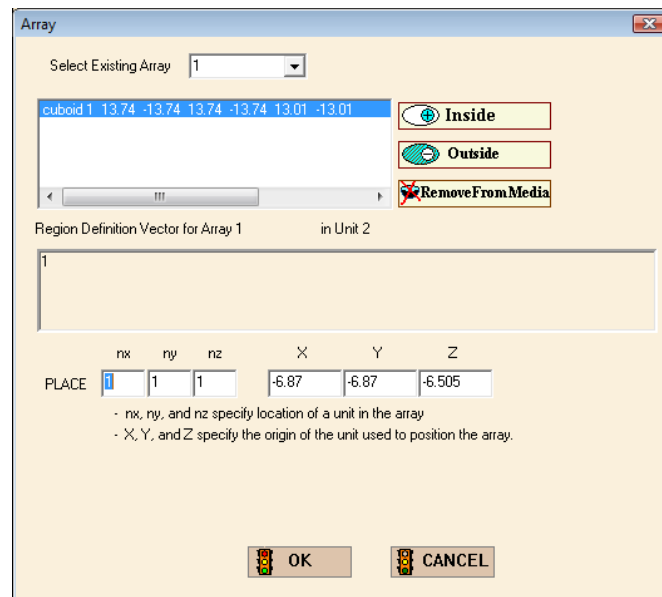 Array
Select Existing Array 1
cuboid 1 13.74 -13.74 13.74 -13.74 13.01 -13.01
Inside
Outside
RemoveFromMedia
Region Definition Vector for Array 1 in Unit 2
1
nx ny nz X Y Z
PLACE 1 1 1 -6.87 -6.87 -6.505
- nx, ny, and nz specify location of a unit in the array
- X, Y, and Z specify the origin of the unit used to position the array.
OK CANCEL